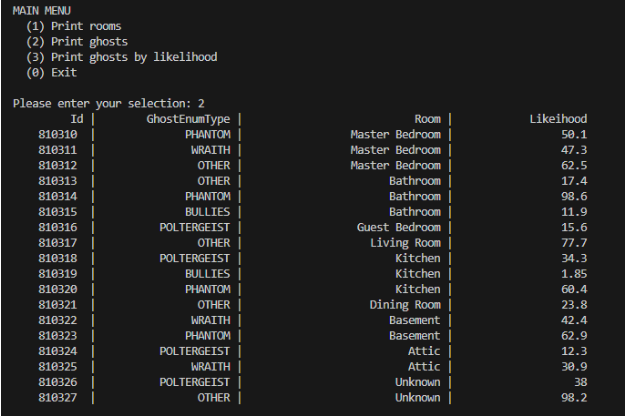 MAIN MENU
(1) Print rooms
(2) Print ghosts
(3) Print ghosts by likelihood
(0) Exit
Please enter your selection: 2
Id | GhostEnumType | Room | Likeihood
810310 | PHANTOM | Master Bedroom | 50.1
810311 | WRAITH | Master Bedroom | 47.3
810312 | OTHER | Master Bedroom | 62.5
810313 | OTHER | Bathroom | 17.4
810314 | PHANTOM | Bathroom | 98.6
810315 | BULLIES | Bathroom | 11.9
810316 | POLTERGEIST | Guest Bedroom | 15.6
810317 | OTHER | Living Room | 77.7
810318 | POLTERGEIST | Kitchen | 34.3
810319 | BULLIES | Kitchen | 1.85
810320 | PHANTOM | Kitchen | 60.4
810321 | OTHER | Dining Room | 23.8
810322 | WRAITH | Basement | 42.4
810323 | PHANTOM | Basement | 62.9
810324 | POLTERGEIST | Attic | 12.3
810325 | WRAITH | Attic | 30.9
810326 | POLTERGEIST | Unknown | 38
810327 | OTHER | Unknown | 98.2